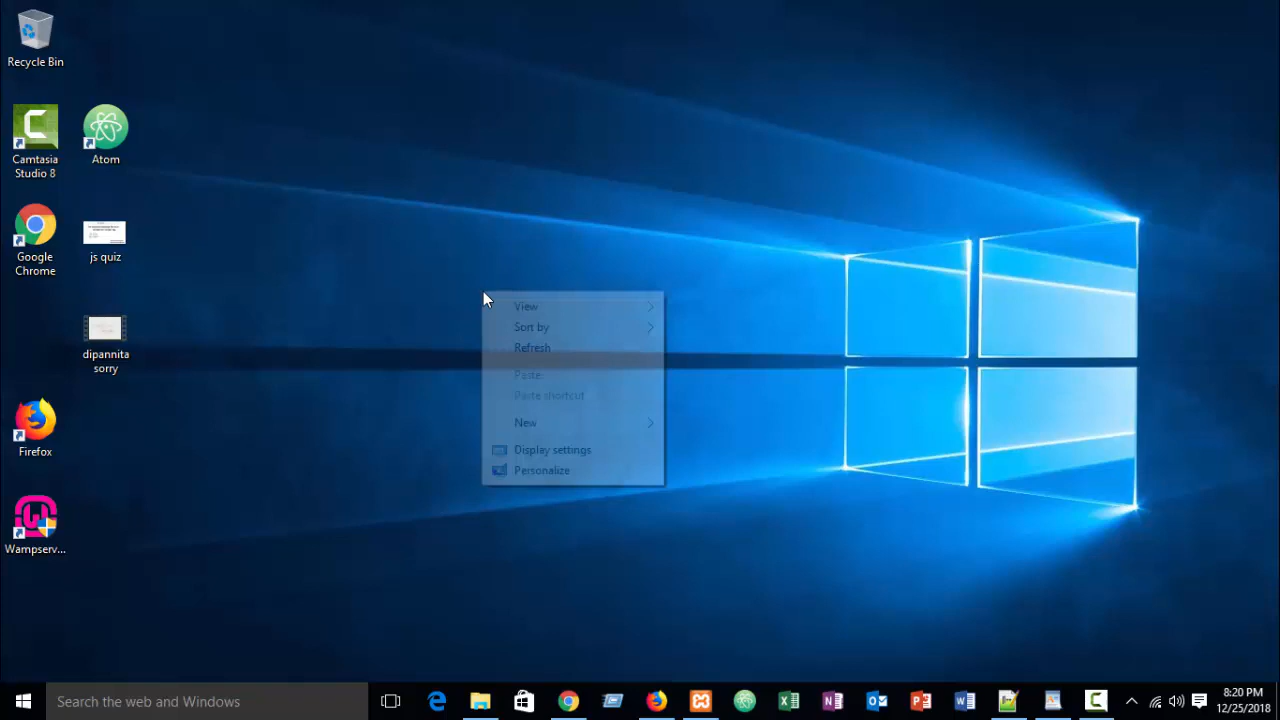 Recycle Bin
Camtasia
Studio 8
Atom
Google
Chrome
js quiz
dipannita
sorry
Firefox
Wampserv...
View
Sort by
Refresh
Paste
Paste shortcut
New
Display settings
Personalize
Search the web and Windows
8:20 PM
12/25/2018